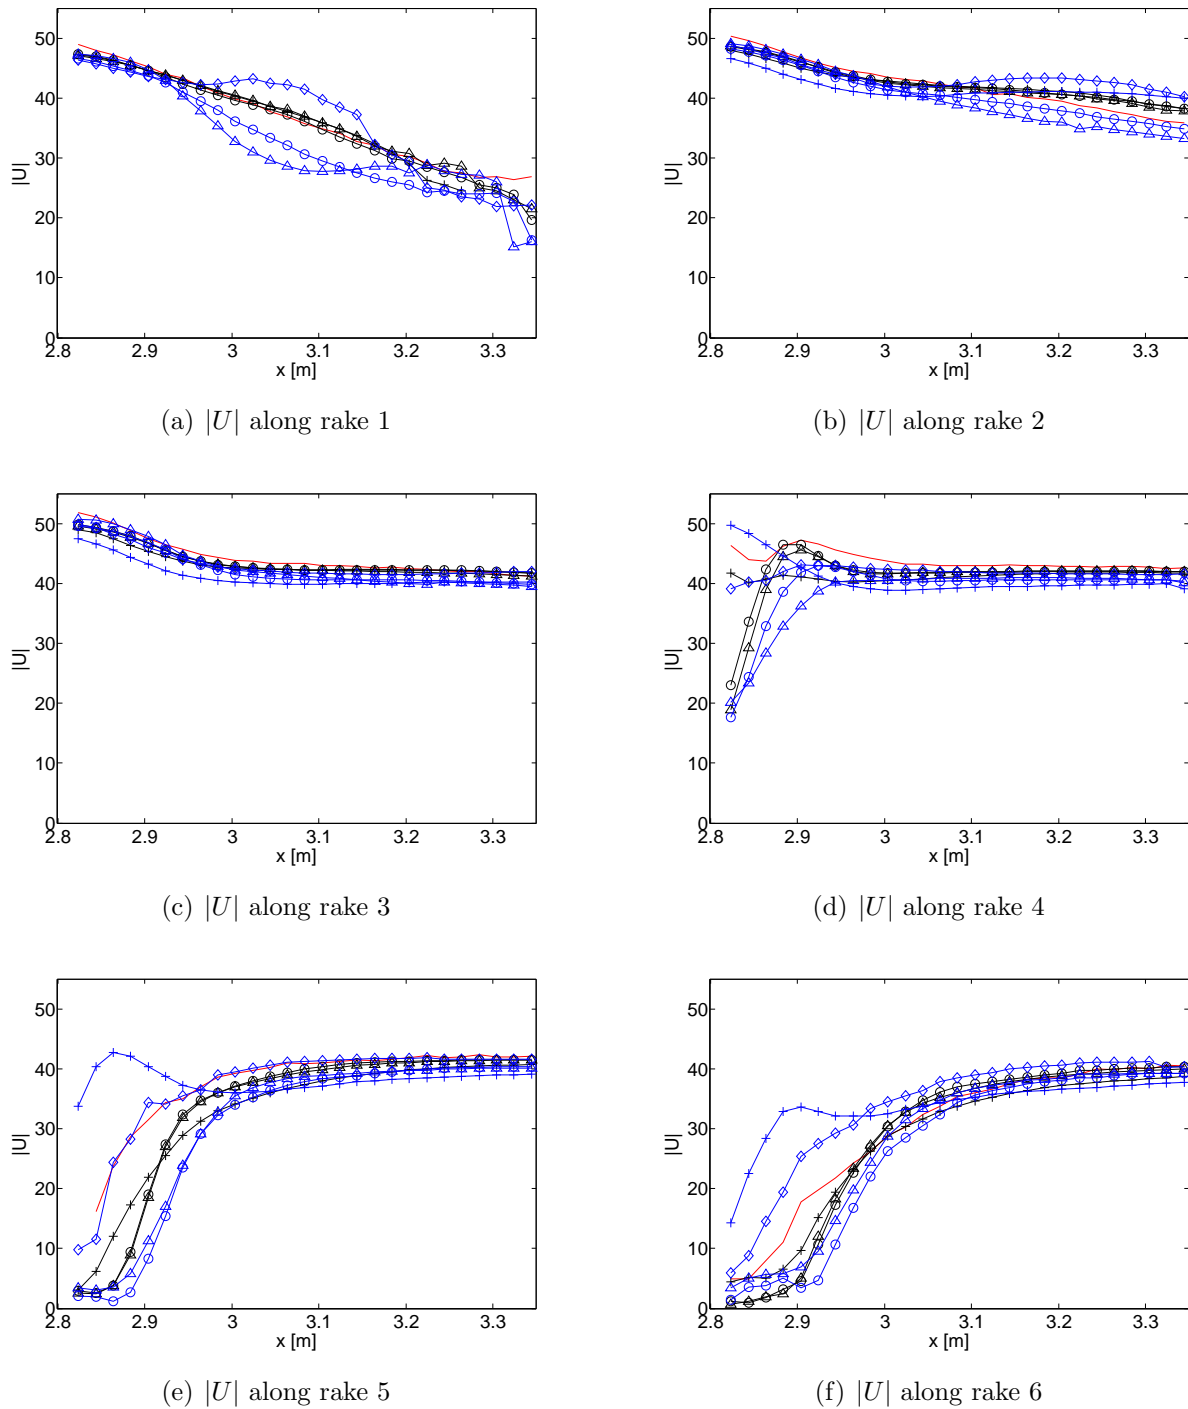 50
40
30
20
10
0
|U|
2.8 2.9 3 3.1 3.2 3.3
x [m]
(a) |U| along rake 1
50
40
30
20
10
0
|U|
2.8 2.9 3 3.1 3.2 3.3
x [m]
(b) |U| along rake 2
50
40
30
20
10
0
|U|
2.8 2.9 3 3.1 3.2 3.3
x [m]
(c) |U| along rake 3
50
40
30
20
10
0
|U|
2.8 2.9 3 3.1 3.2 3.3
x [m]
(d) |U| along rake 4
50
40
30
20
10
0
|U|
2.8 2.9 3 3.1 3.2 3.3
x [m]
(e) |U| along rake 5
50
40
30
20
10
0
|U|
2.8 2.9 3 3.1 3.2 3.3
x [m]
(f) |U| along rake 6